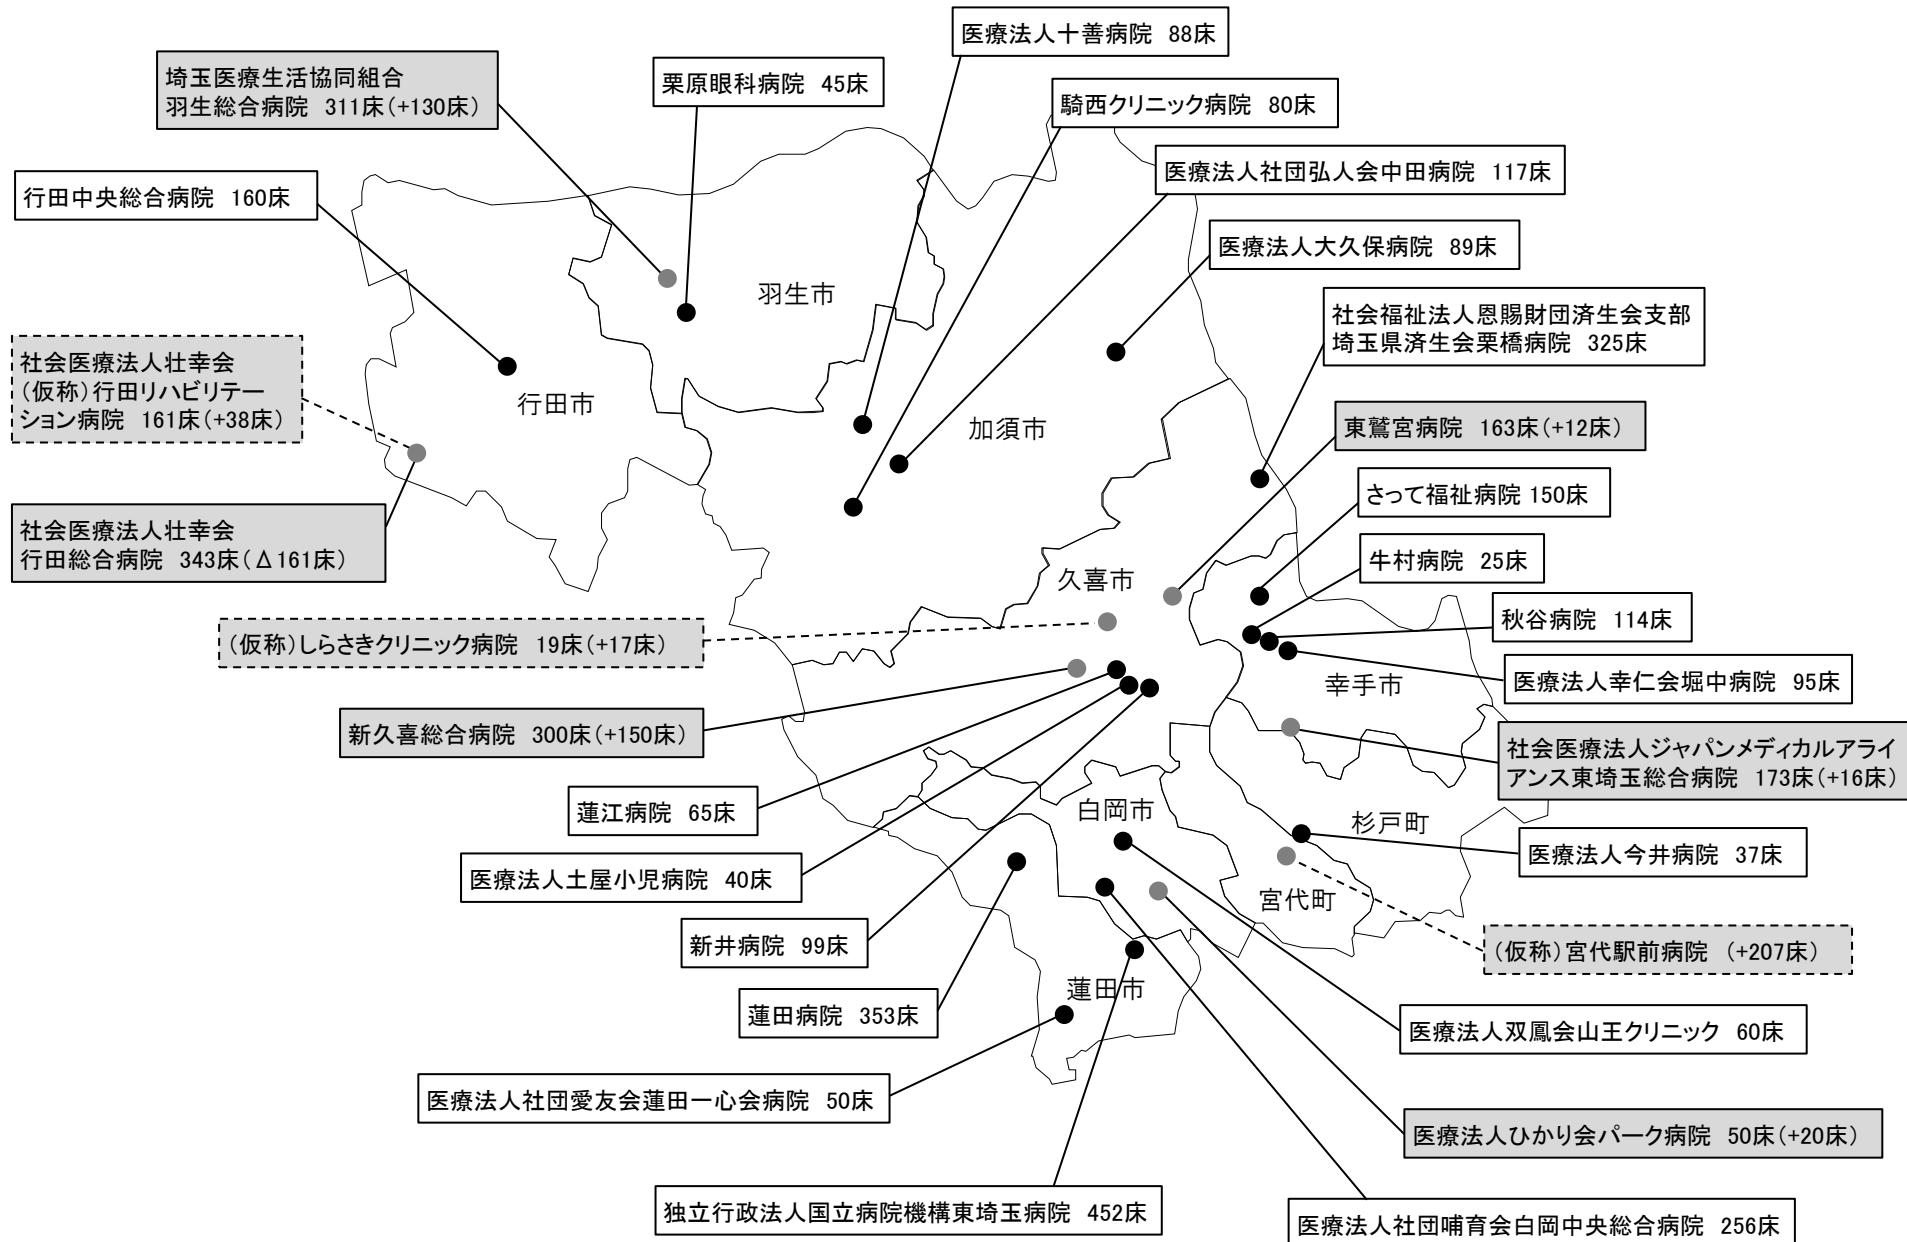 医療法人十善病院 88床
埼玉医療生活協同組合
羽生総合病院 311床(+130床)
栗原眼科病院 45床
騎西クリニック病院 80床
医療法人社団弘人会中田病院 117床
行田中央総合病院 160床
医療法人大久保病院 89床
羽生市
社会福祉法人恩賜財団済生会支部
埼玉県済生会栗橋病院 325床
社会医療法人壮幸会
(仮称)行田リハビリテー
ション病院 161床(+38床)
行田市
加須市
東鷲宮病院 163床(+12床)
さって福祉病院 150床
社会医療法人壮幸会
行田総合病院 343床(Δ161床)
牛村病院 25床
久喜市
秋谷病院 114床
(仮称)しらさきクリニック病院 19床(+17床)
医療法人幸仁会堀中病院 95床
幸手市
新久喜総合病院 300床(+150床)
社会医療法人ジャパンメディカルアライ
アンス東埼玉総合病院 173床(+16床)
蓮江病院 65床
白岡市
杉戸町
医療法人今井病院 37床
医療法人土屋小児病院 40床
宮代町
新井病院 99床
(仮称)宮代駅前病院 (+207床)
蓮田市
蓮田病院 353床
医療法人双鳳会山王クリニック 60床
医療法人社団愛友会蓮田一心会病院 50床
医療法人ひかり会パーク病院 50床(+20床)
独立行政法人国立病院機構東埼玉病院 452床
医療法人社団哺育会白岡中央総合病院 256床